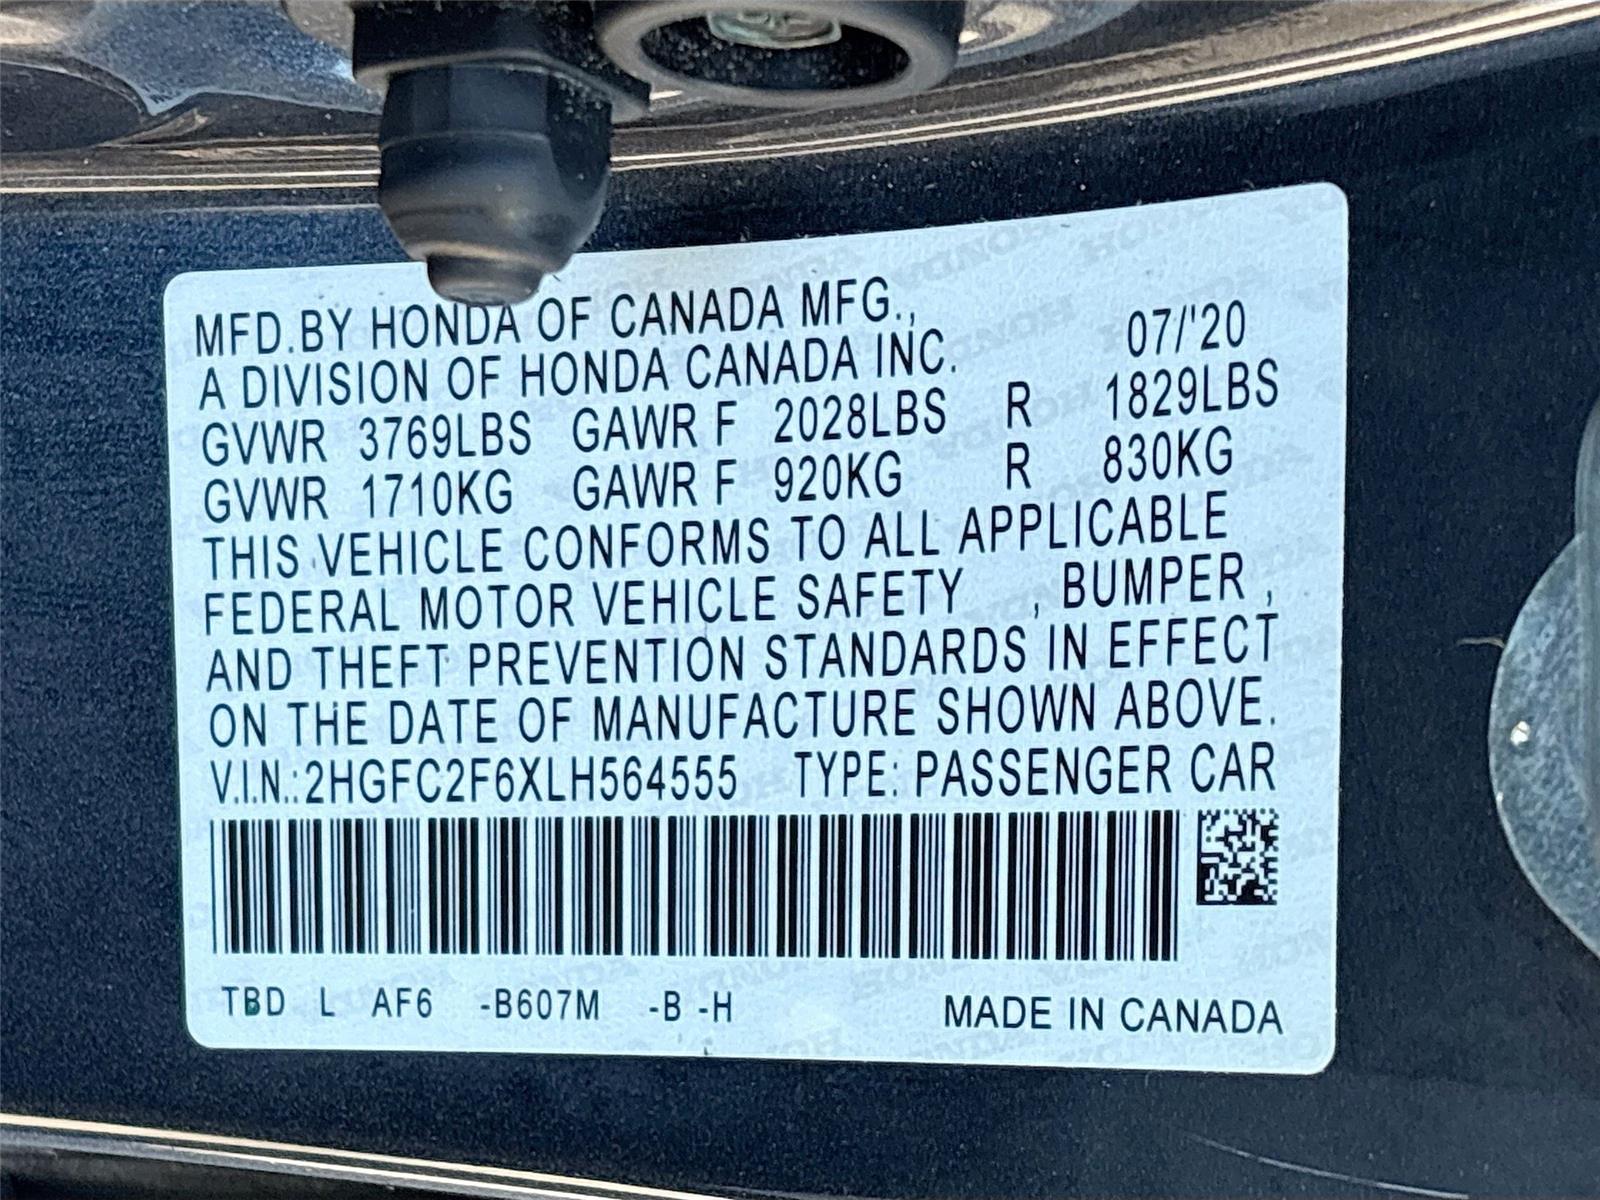 MFD.BY HONDA OF CANADA MFG.,
A DIVISION OF HONDA CANADA INC. 07/'20
GVWR 3769LBS GAWR F 2028LBS R 1829LBS
GVWR 1710KG GAWR F 920KG R 830KG
THIS VEHICLE CONFORMS TO ALL APPLICABLE
FEDERAL MOTOR VEHICLE SAFETY , BUMPER ,
AND THEFT PREVENTION STANDARDS IN EFFECT
ON THE DATE OF MANUFACTURE SHOWN ABOVE.
V.I.N.:2HGFC2F6XLH564555 TYPE: PASSENGER CAR
TBD L AF6 -B607M -B -H MADE IN CANADA